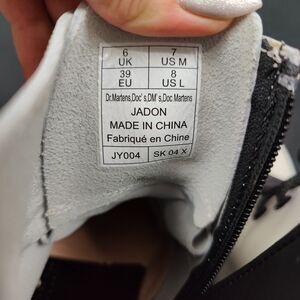 6 7
UK US M
39 8
EU US L
Dr.Martens,Doc's,DM's,Doc Martens
JADON
MADE IN CHINA
Fabriqué en Chine
JY004 SK 04 X